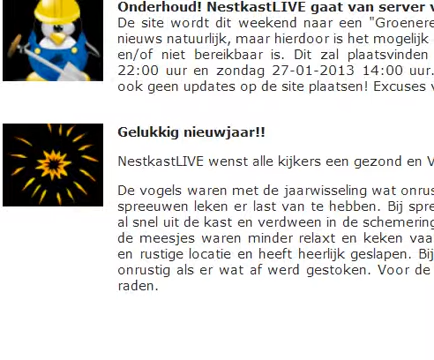 Onderhoud! NestkastLIVE gaat van server
De site wordt dit weekend naar een "Groenere
nieuws natuurlijk, maar hierdoor is het mogelijk
en/of niet bereikbaar is. Dit zal plaatsvinden
22:00 uur en zondag 27-01-2013 14:00 uur.
ook geen updates op de site plaatsen! Excuses
Gelukkig nieuwjaar!!
NestkastLIVE wenst alle kijkers een gezond en
De vogels waren met de jaarwisseling wat
spreeuwen leken er last van te hebben. Bij
al snel uit de kast en verdween in de schemering
de meesjes waren minder relaxt en keken
en rustige locatie en heeft heerlijk geslapen.
onrustig als er wat af werd gestoken. Voor de
raden.